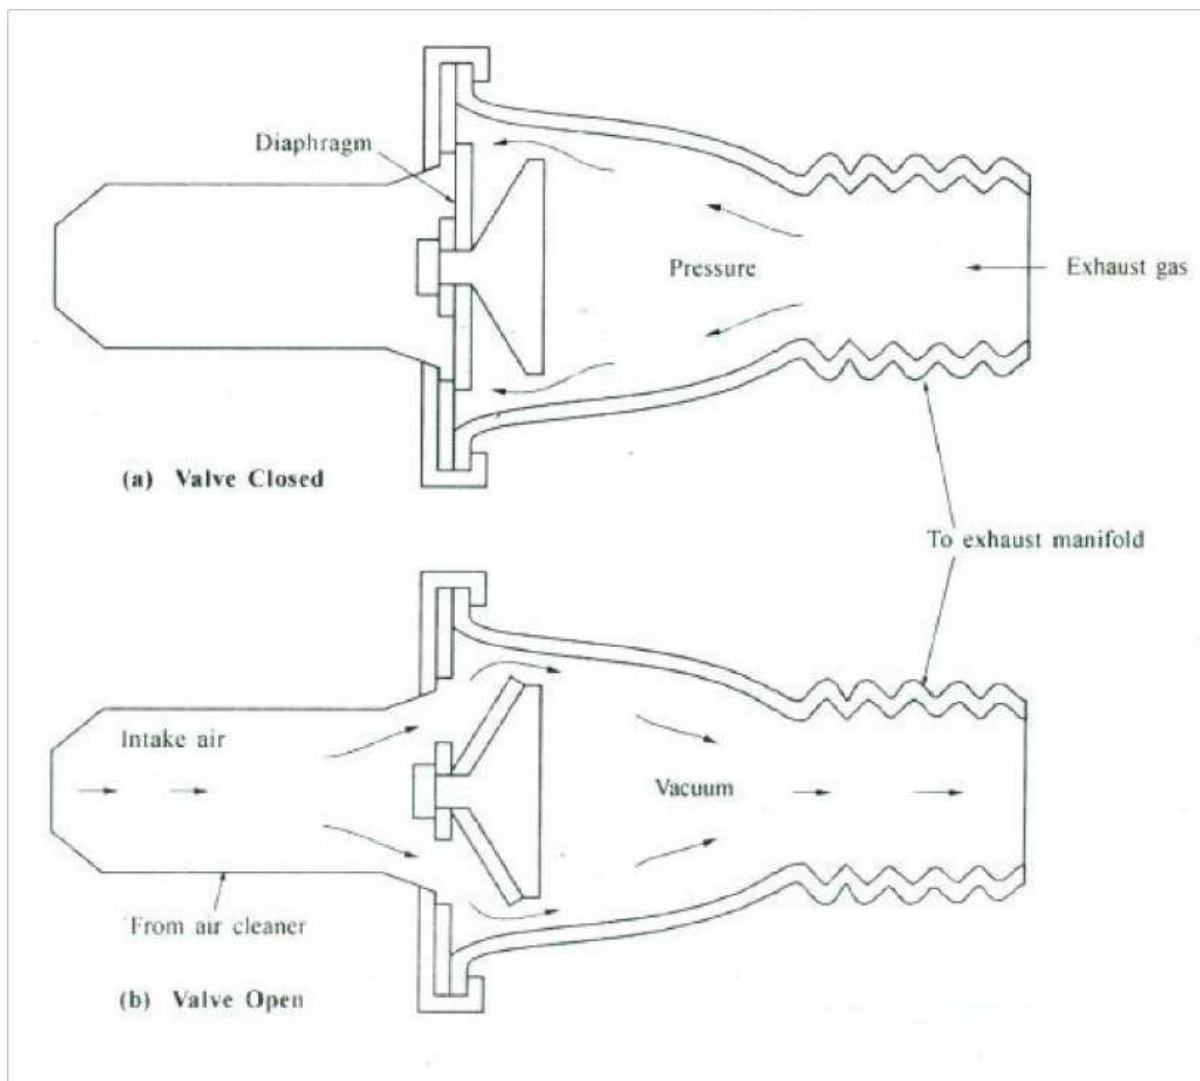 Diaphragm
Pressure
Exhaust gas
(a) Valve Closed
To exhaust manifold
Intake air
Vacuum
From air cleaner
(b) Valve Open